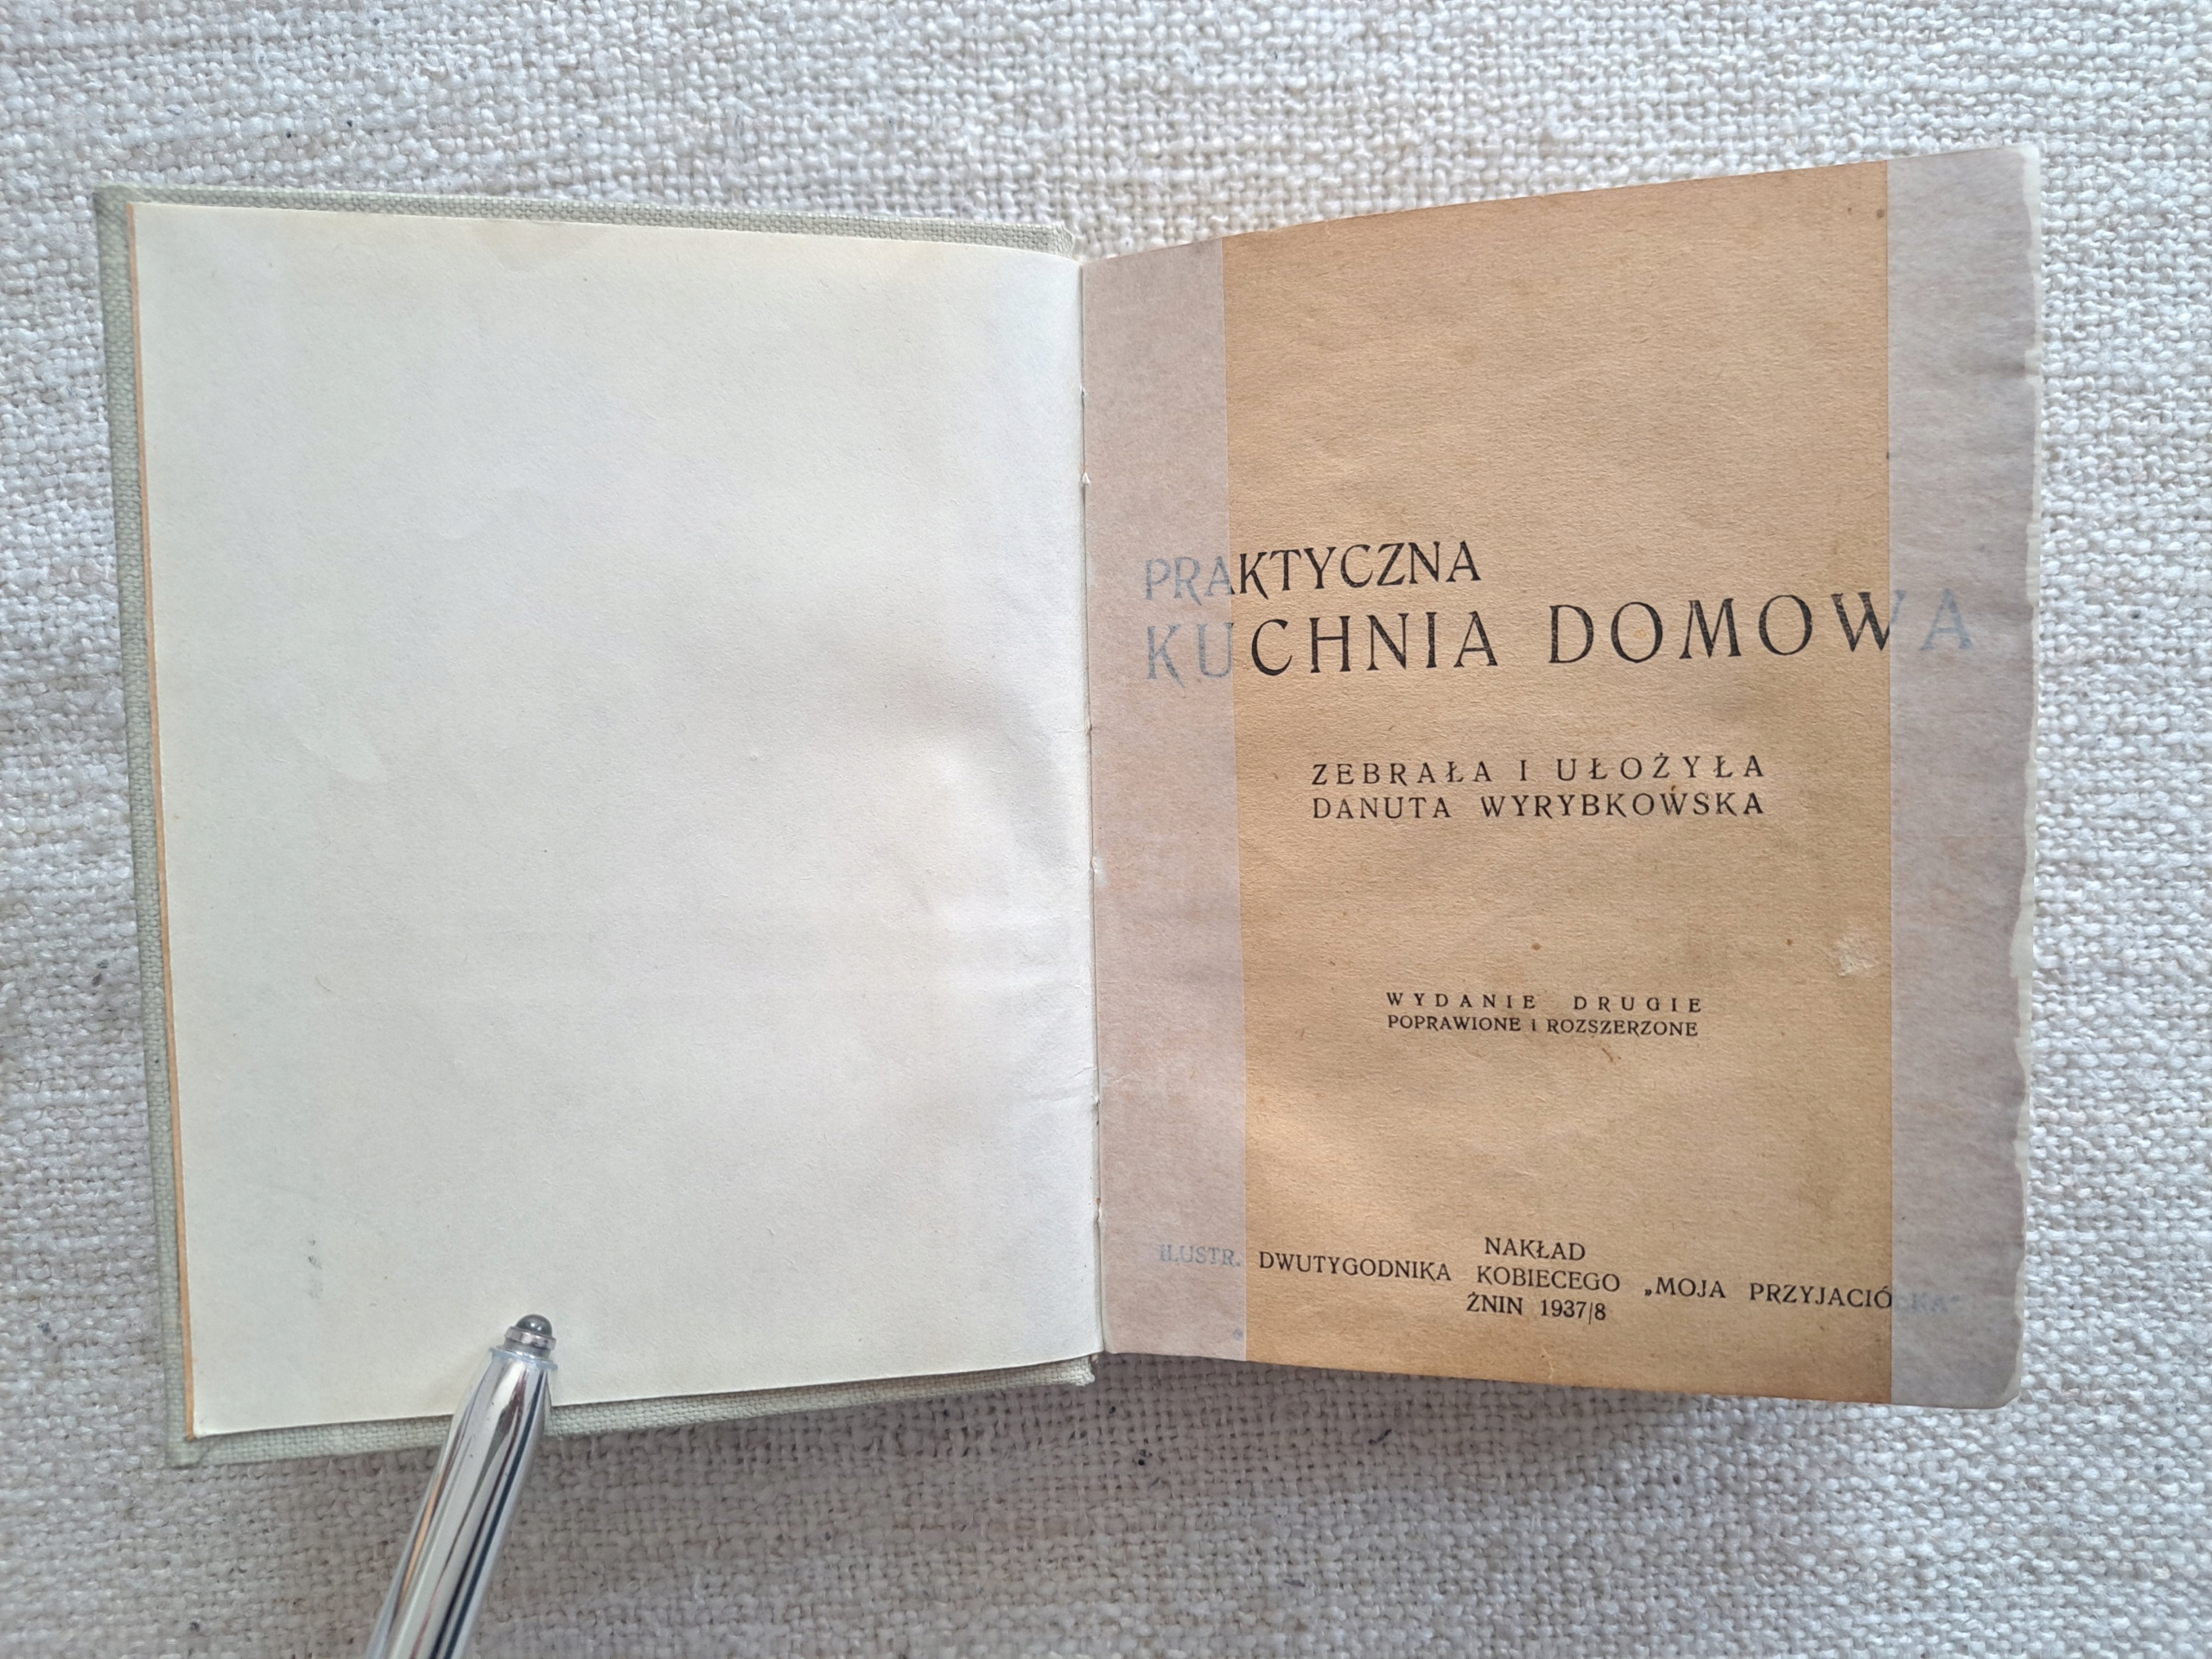 PRAKTYCZNA
KUCHNIA DOMOWA
ZEBRAŁA I UŁOŻYŁA
DANUTA WYRYBKOWSKA
WYDANIE DRUGIE
POPRAWIONE I ROZSZERZONE
NAKŁAD
ILUSTR. DWUTYGODNIKA KOBIECEGO „MOJA PRZYJACIÓŁKA"
ŻNIN 1937/8